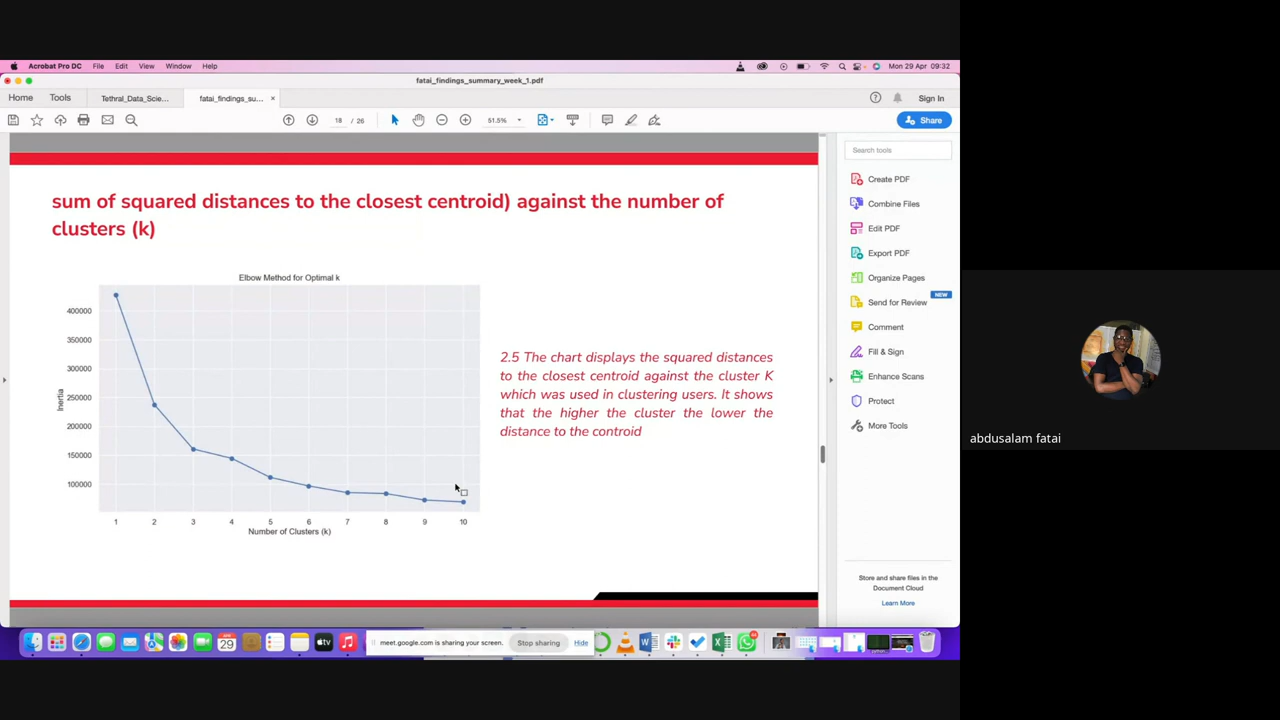 Acrobat Pro DC File Edit View Window Help
Mon 29 Apr 09:32
fatai_findings_summary_week_1.pdf
Home Tools Tethral_Data_Scie... fatai_findings_su... × Sign In
18 / 26 51.5% Share
sum of squared distances to the closest centroid) against the number of
clusters (k)
Elbow Method for Optimal k
400000
350000
300000
250000
200000
150000
100000
Inertia
1 2 3 4 5 6 7 8 9 10
Number of Clusters (k)
2.5 The chart displays the squared distances
to the closest centroid against the cluster K
which was used in clustering users. It shows
that the higher the cluster the lower the
distance to the controid
Search tools
Create PDF
Combine Files
Edit PDF
Export PDF
Organize Pages
Send for Review
NEW
Comment
Fill & Sign
Enhance Scans
Protect
More Tools
Store and share files in the
Document Cloud
Learn More
abdusalam fatai
29
tv
meet.google.com is sharing your screen. Stop sharing Hide